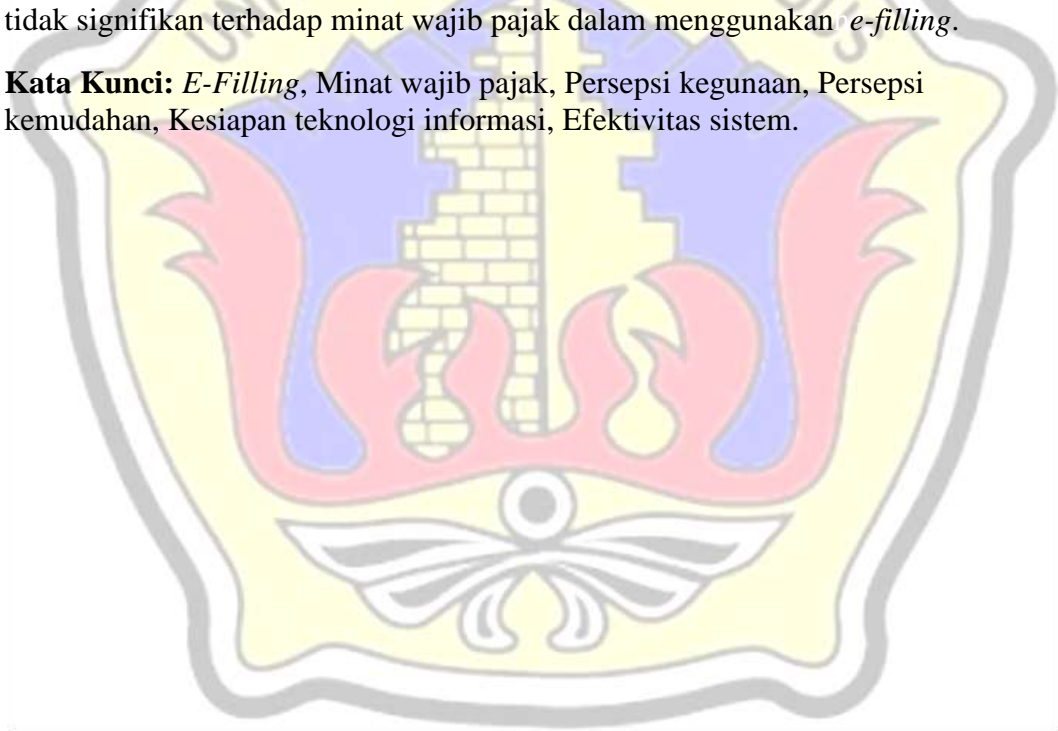 tidak signifikan terhadap minat wajib pajak dalam menggunakan e-filling.
Kata Kunci: E-Filling, Minat wajib pajak, Persepsi kegunaan, Persepsi
kemudahan, Kesiapan teknologi informasi, Efektivitas sistem.